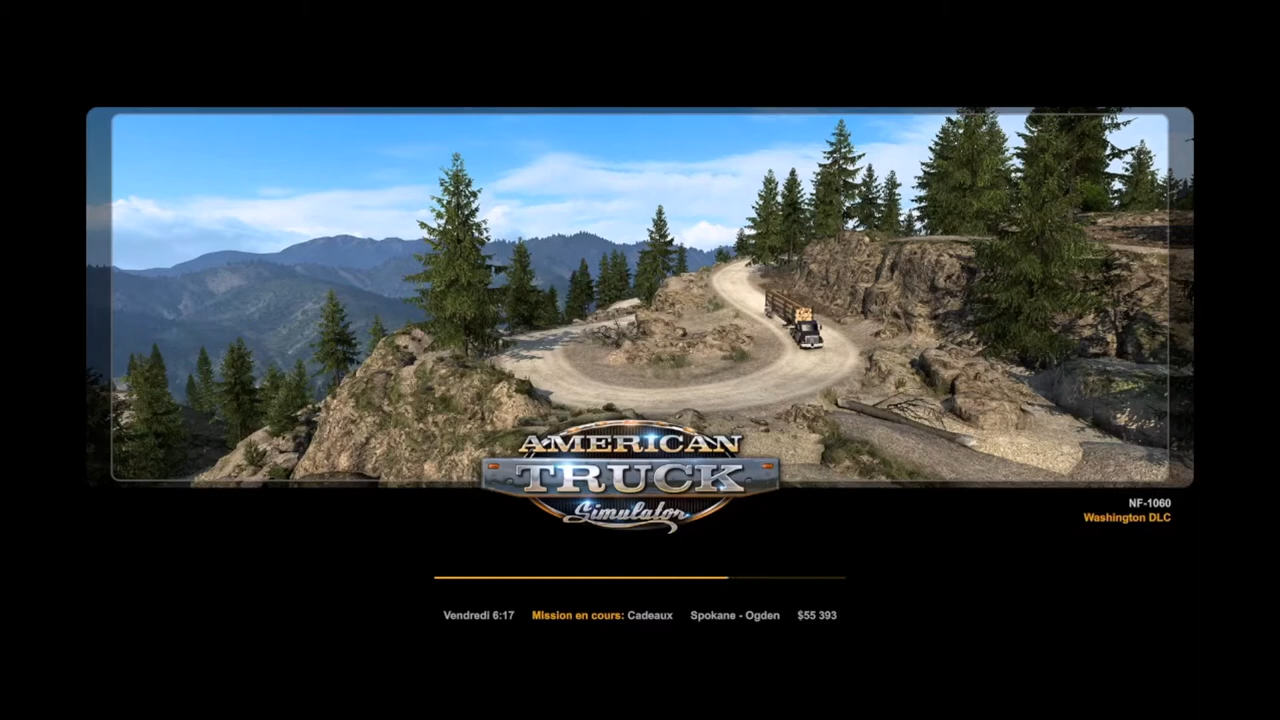 AMERICAN
TRUCK
Simulator
NF-1060
Washington DLC
Vendredi 6:17 Mission en cours: Cadeaux Spokane - Ogden $55 393